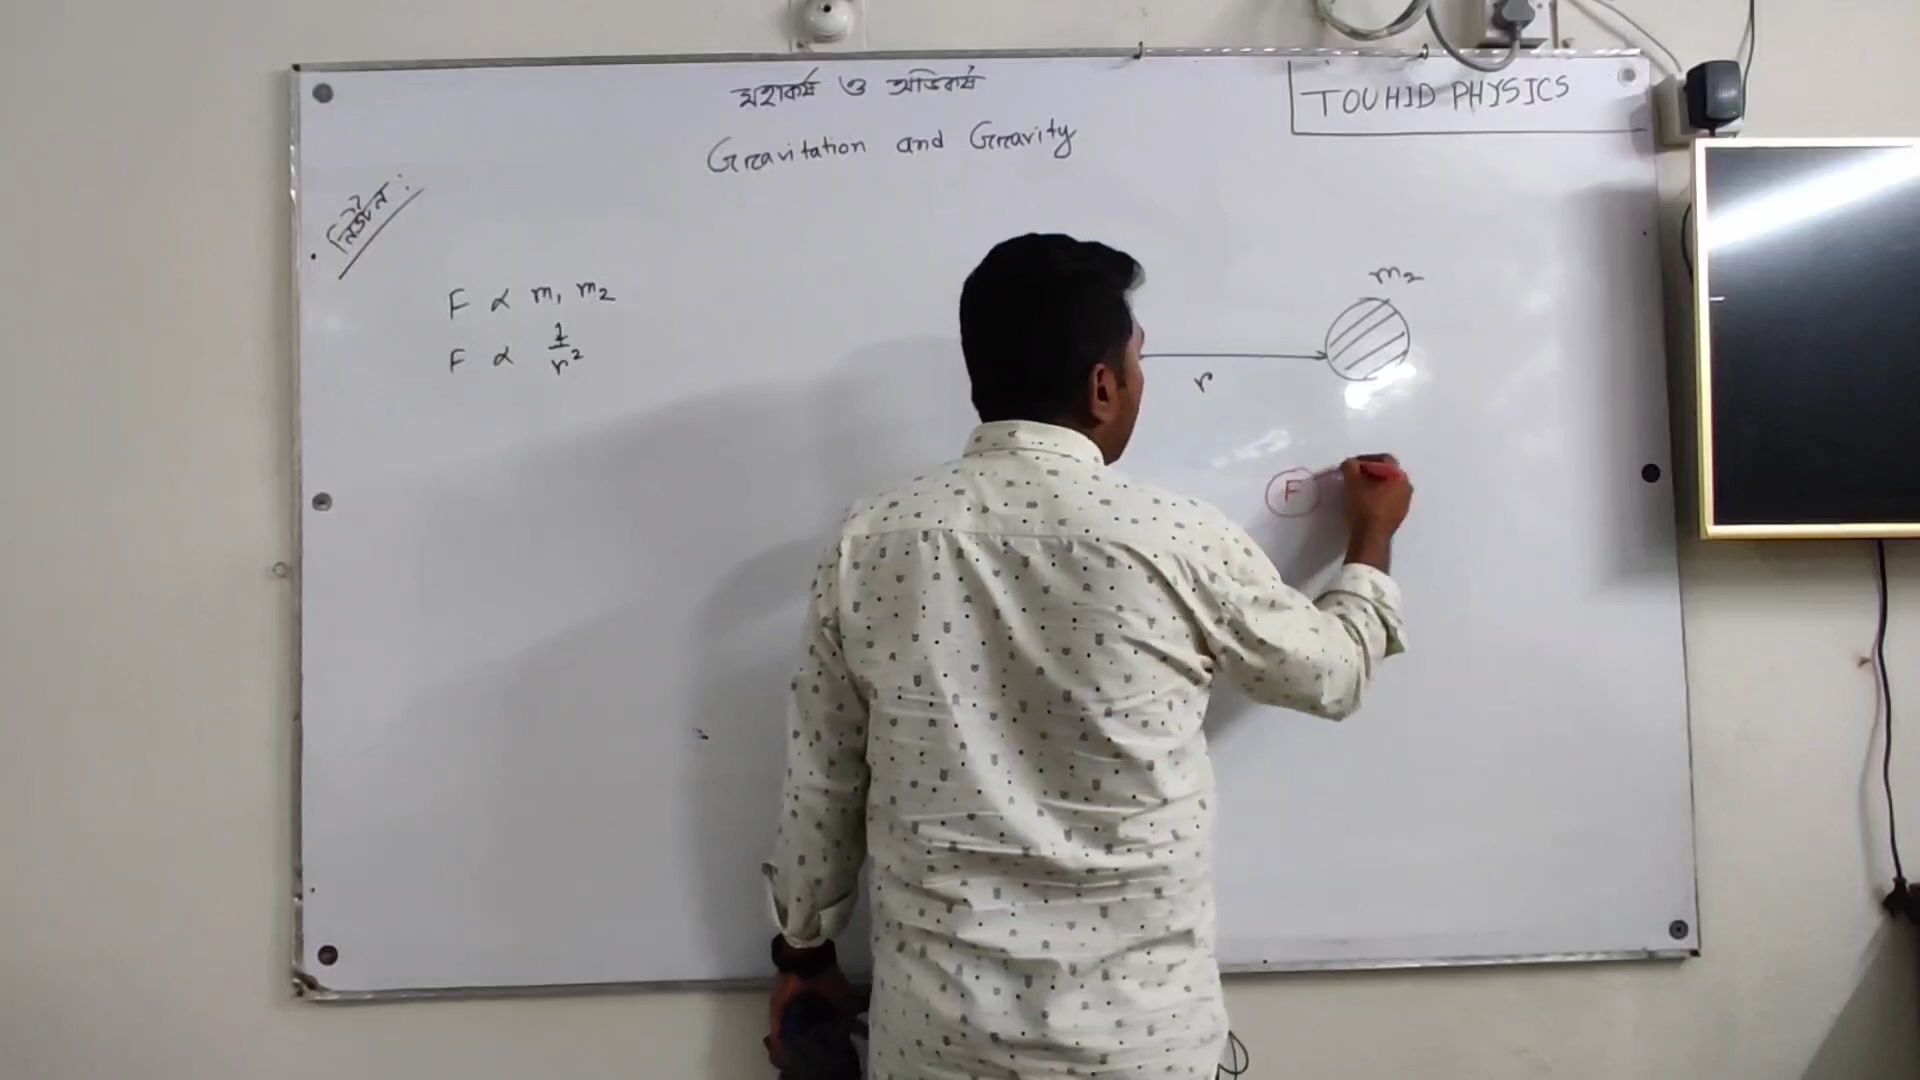 মহাকর্ষ ও অভিকর্ষ
TOUHID PHYSICS
Gravitation and Gravity
নিউটন :
F ∝ m₁ m₂
F ∝ 1/r²
m₂
r
F